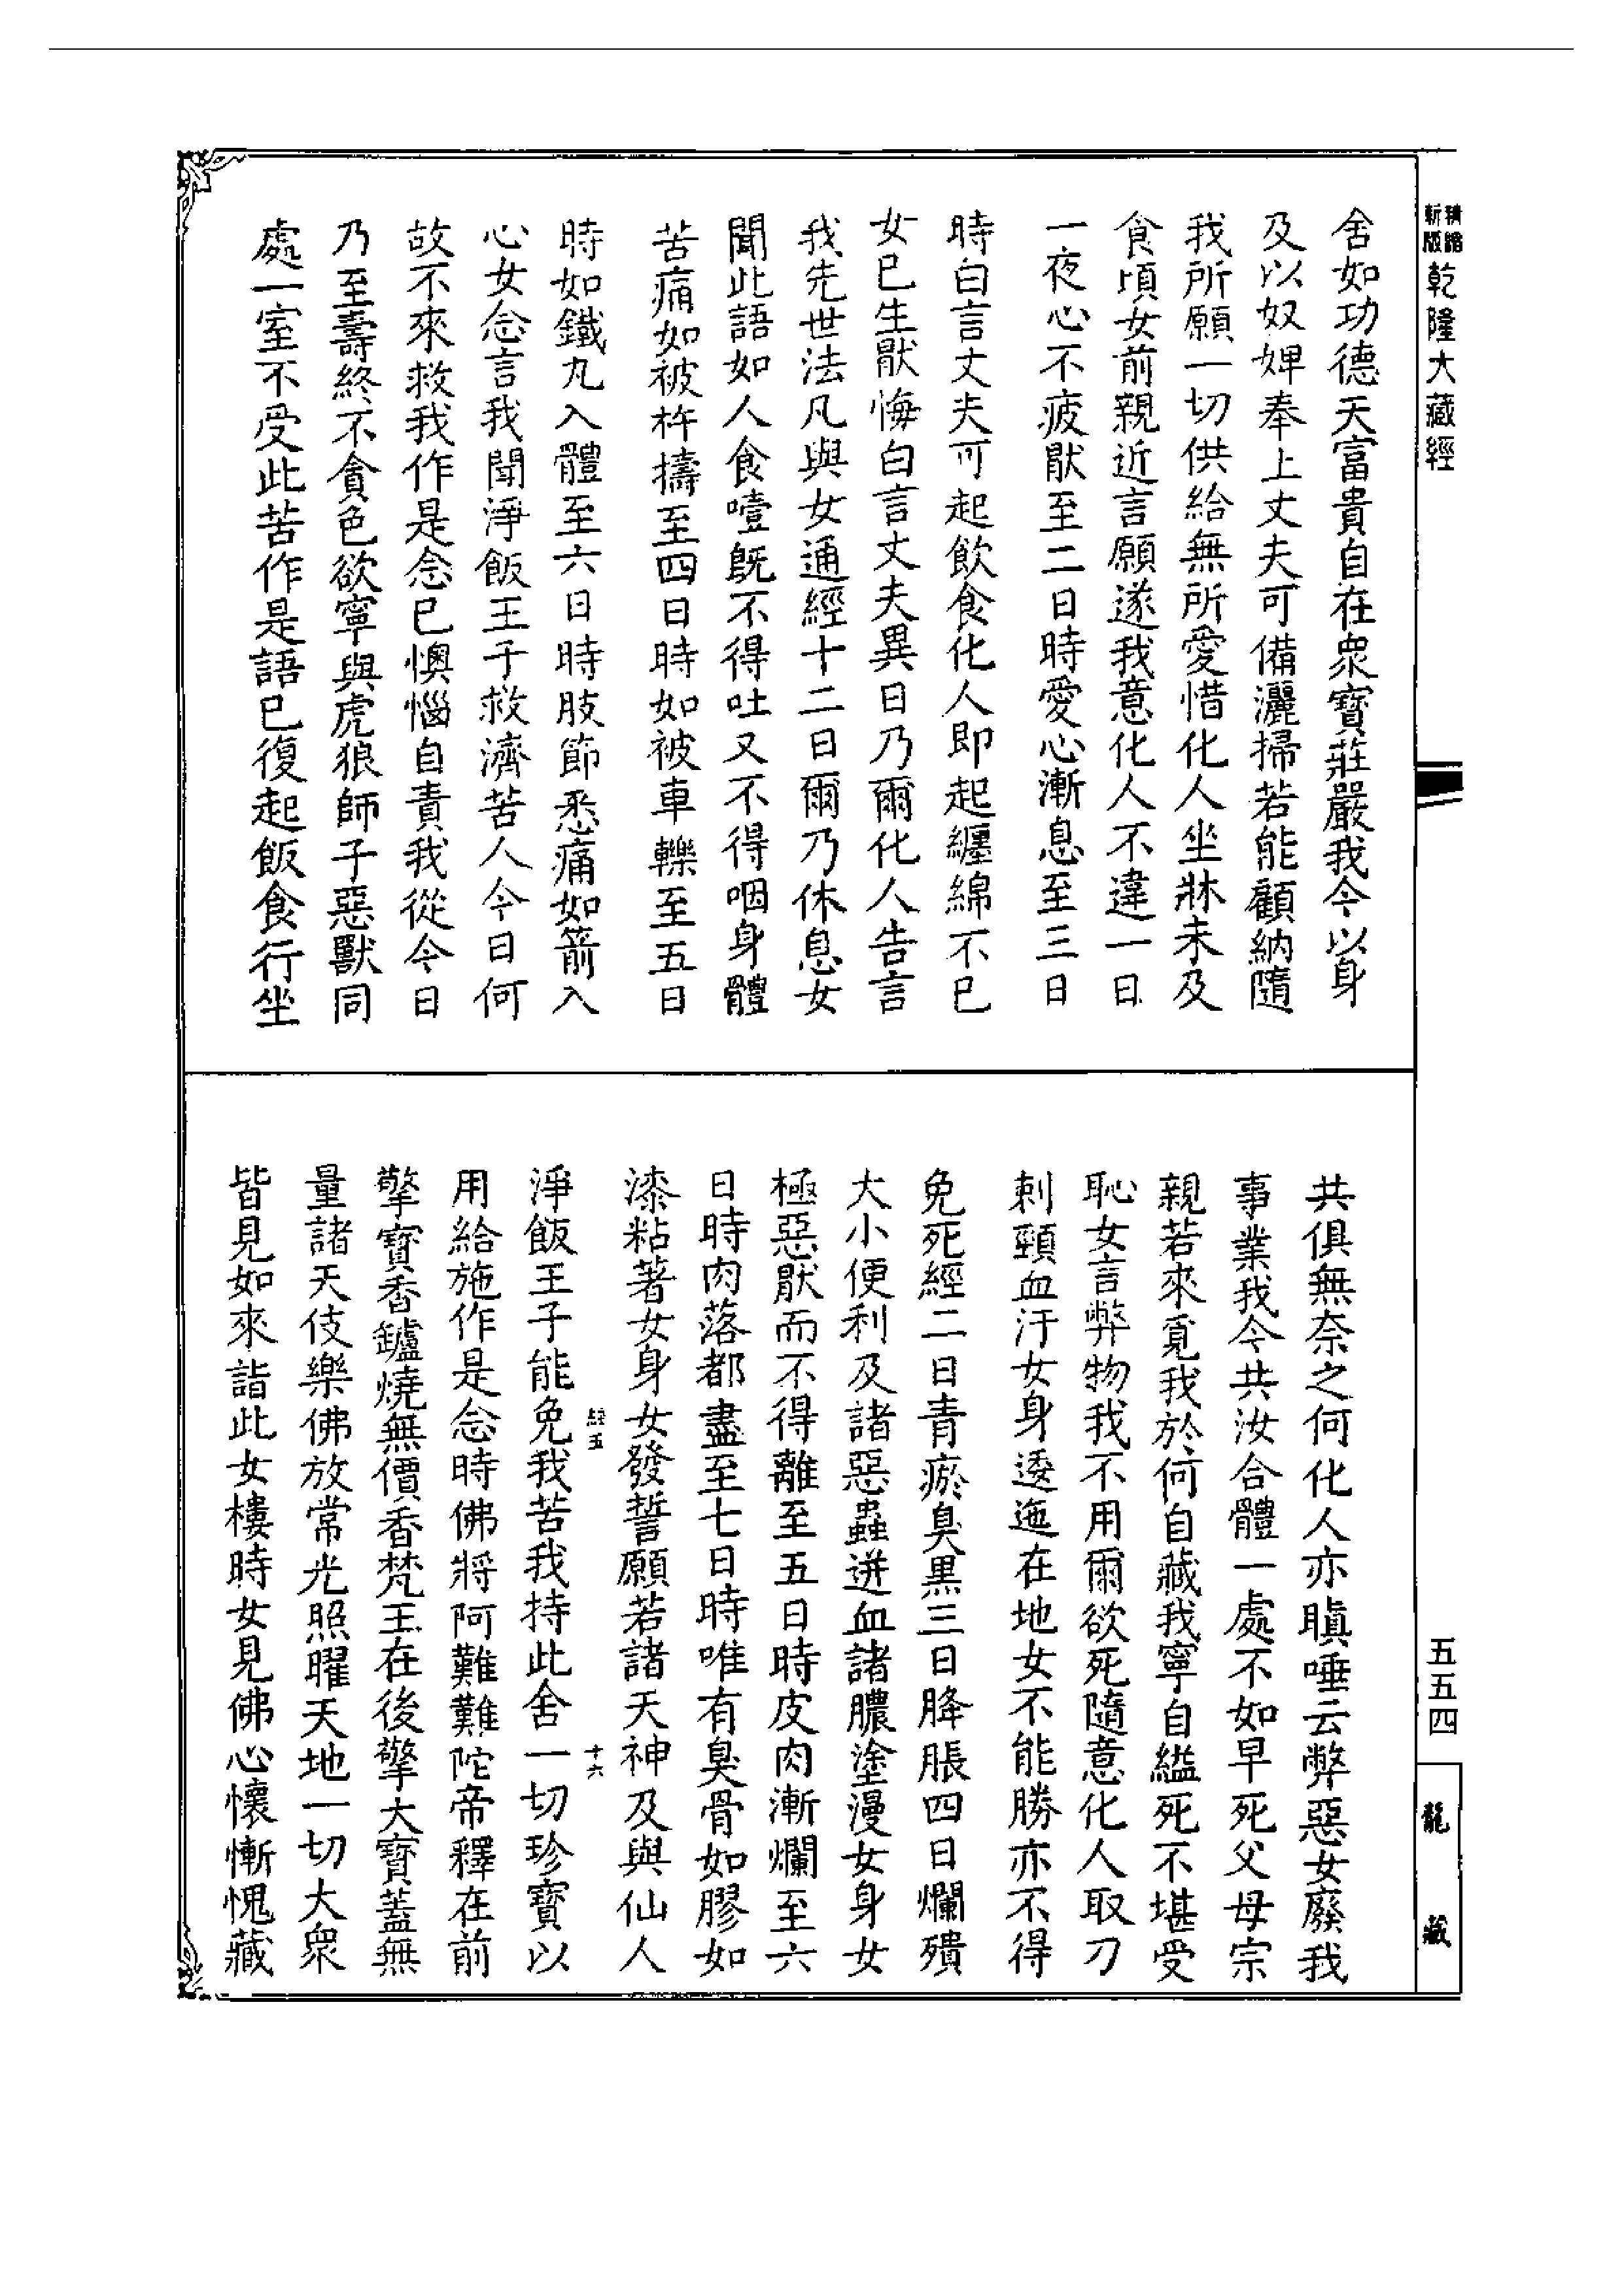 精縮新版
乾隆大藏經
五五四
龍藏
舍如功德天富貴自在衆寶莊嚴我今以身
及以奴婢奉上丈夫可備灑掃若能顧納隨
我所願一切供給無所愛惜化人坐牀未及
食頃女前親近言願遂我意化人不違一日
一夜心不疲厭至二日時愛心漸息至三日
時白言丈夫可起飲食化人即起纏綿不已
女已生厭悔白言丈夫異日乃爾化人告言
我先世法凡與女通經十二日爾乃休息女
聞此語如人食噎旣不得吐又不得咽身體
苦痛如被杵擣至四日時如被車轢至五日
時如鐵丸入體至六日時肢節悉痛如箭入
心女念言我聞淨飯王子救濟苦人今日何
故不來救我作是念已懊惱自責我從今日
乃至壽終不貪色欲寧與虎狼師子惡獸同
處一室不受此苦作是語已復起飯食行坐
共俱無奈之何化人亦瞋唾云弊惡女廢我
事業我今共汝合體一處不如早死父母宗
親若來覓我於何自藏我寧自縊死不堪受
恥女言弊物我不用爾欲死隨意化人取刀
刺頸血汙女身逶迤在地女不能勝亦不得
免死經二日青瘀臭黑三日胮脹四日爛殨
大小便利及諸惡蟲迸血諸膿塗漫女身女
極惡厭而不得離至五日時皮肉漸爛至六
日時肉落都盡至七日時唯有臭骨如膠如
漆粘著女身女發誓願若諸天神及與仙人
經五
十六
淨飯王子能免我苦我持此舍一切珍寶以
用給施作是念時佛將阿難難陀帝釋在前
擎寶香鑪燒無價香梵王在後擎大寶蓋無
量諸天伎樂佛放常光照曜天地一切大衆
皆見如來詣此女樓時女見佛心懷慚愧藏